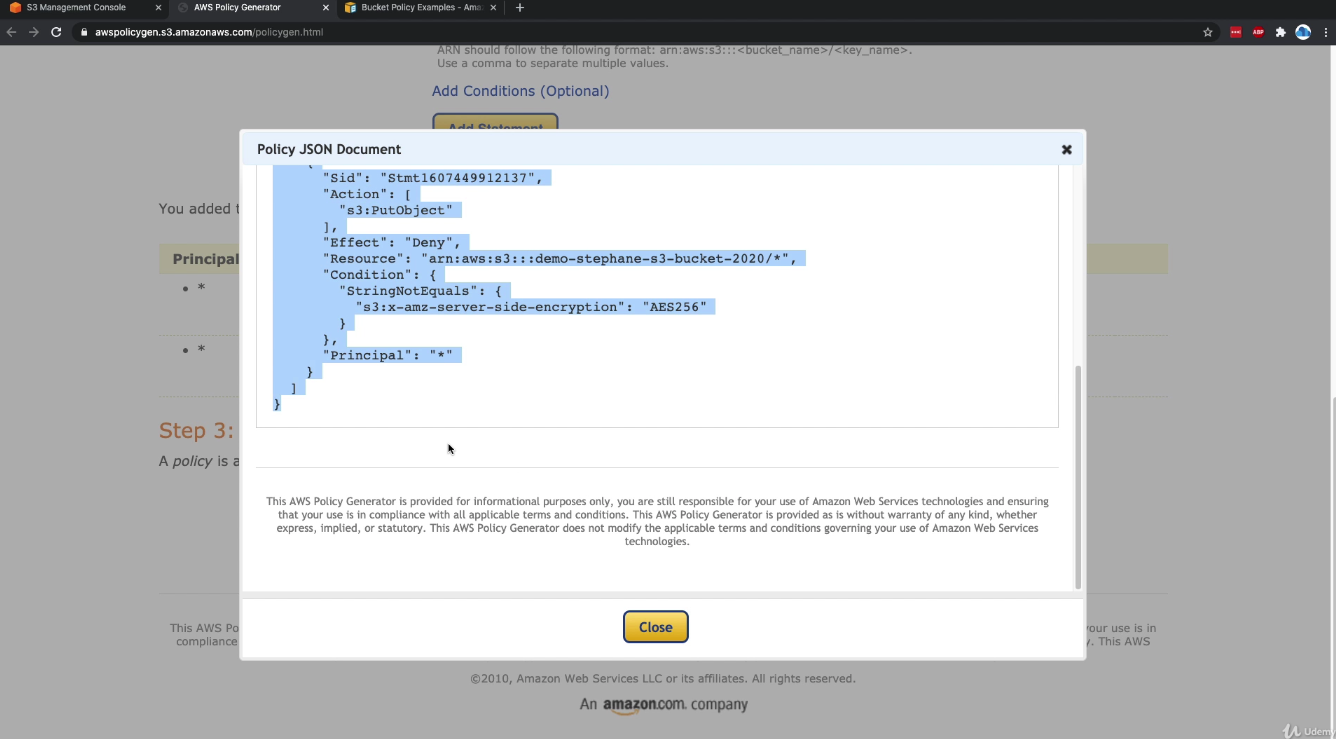 S3 Management Console
AWS Policy Generator
Bucket Policy Examples - Ama
awspolicygen.s3.amazonaws.com/policygen.html
ABP
ARN should follow the following format: arn:aws:s3:::<bucket_name>/<key_name>.
Use a comma to separate multiple values.
Add Conditions (Optional)
Add Statement
Policy JSON Document
{
"Sid": "Stmt1607449912137",
"Action": [
"s3:PutObject"
],
"Effect": "Deny",
"Resource": "arn:aws:s3:::demo-stephane-s3-bucket-2020/*",
"Condition": {
"StringNotEquals": {
"s3:x-amz-server-side-encryption": "AES256"
}
},
"Principal": "*"
}
]
}
You added t
Principal
• *
• *
Step 3:
A policy is a
This AWS Policy Generator is provided for informational purposes only, you are still responsible for your use of Amazon Web Services technologies and ensuring
that your use is in compliance with all applicable terms and conditions. This AWS Policy Generator is provided as is without warranty of any kind, whether
express, implied, or statutory. This AWS Policy Generator does not modify the applicable terms and conditions governing your use of Amazon Web Services
technologies.
Close
This AWS Po
your use is in
compliance
y. This AWS
©2010, Amazon Web Services LLC or its affiliates. All rights reserved.
An amazon.com. company
Udemy